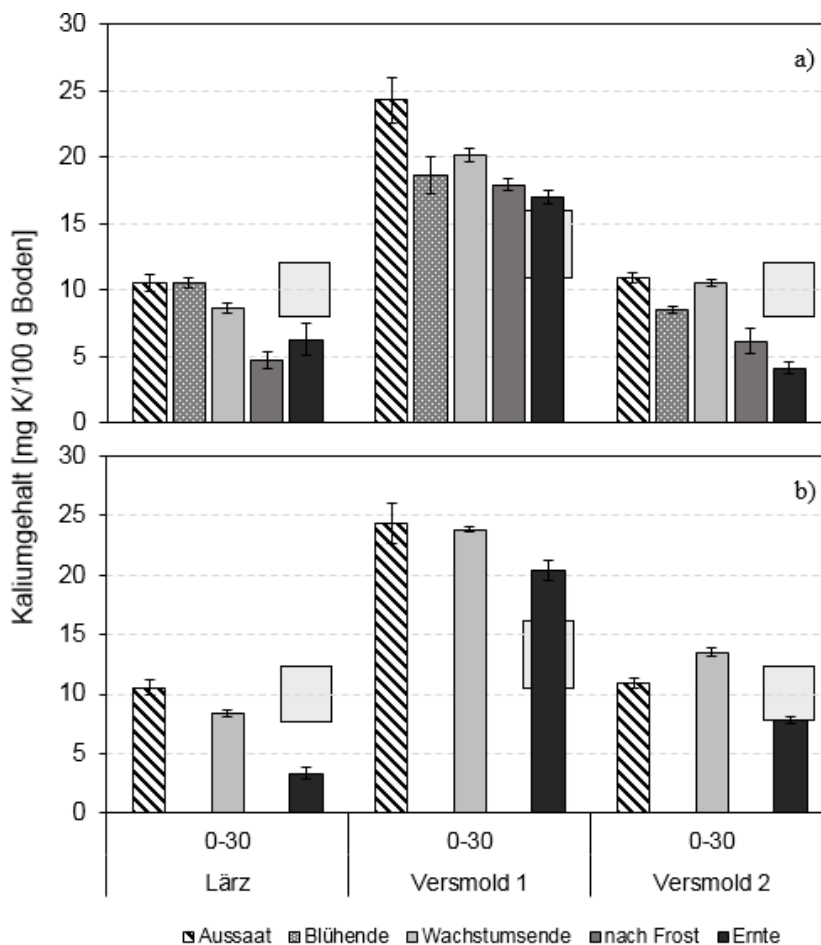 Kaliumgehalt [mg K/100 g Boden]
30
25
20
15
10
5
0
a)
30
25
20
15
10
5
0
b)
0-30 0-30 0-30
Lärz Versmold 1 Versmold 2
Aussaat Blühende Wachstumsende nach Frost Ernte